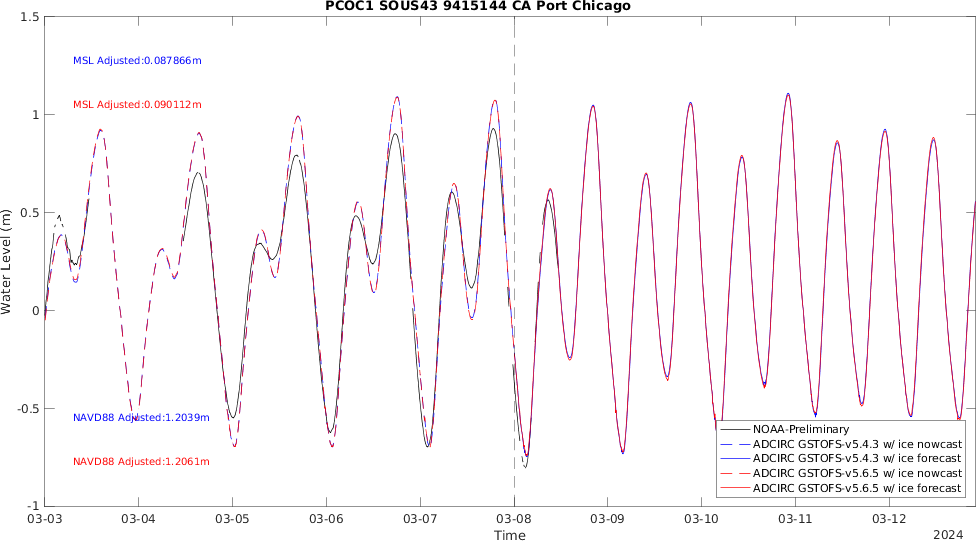 PCOC1 SOUS43 9415144 CA Port Chicago
1.5
1
0.5
0
-0.5
-1
Water Level (m)
MSL Adjusted:0.087866m
MSL Adjusted:0.090112m
NAVD88 Adjusted:1.2039m
NAVD88 Adjusted:1.2061m
NOAA-Preliminary
ADCIRC GSTOFS-v5.4.3 w/ ice nowcast
ADCIRC GSTOFS-v5.4.3 w/ ice forecast
ADCIRC GSTOFS-v5.6.5 w/ ice nowcast
ADCIRC GSTOFS-v5.6.5 w/ ice forecast
03-03 03-04 03-05 03-06 03-07 03-08 03-09 03-10 03-11 03-12
Time
2024